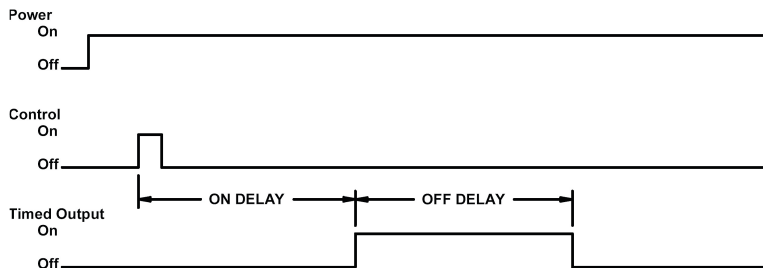 Power
On
Off
Control
On
Off
ON DELAY
OFF DELAY
Timed Output
On
Off